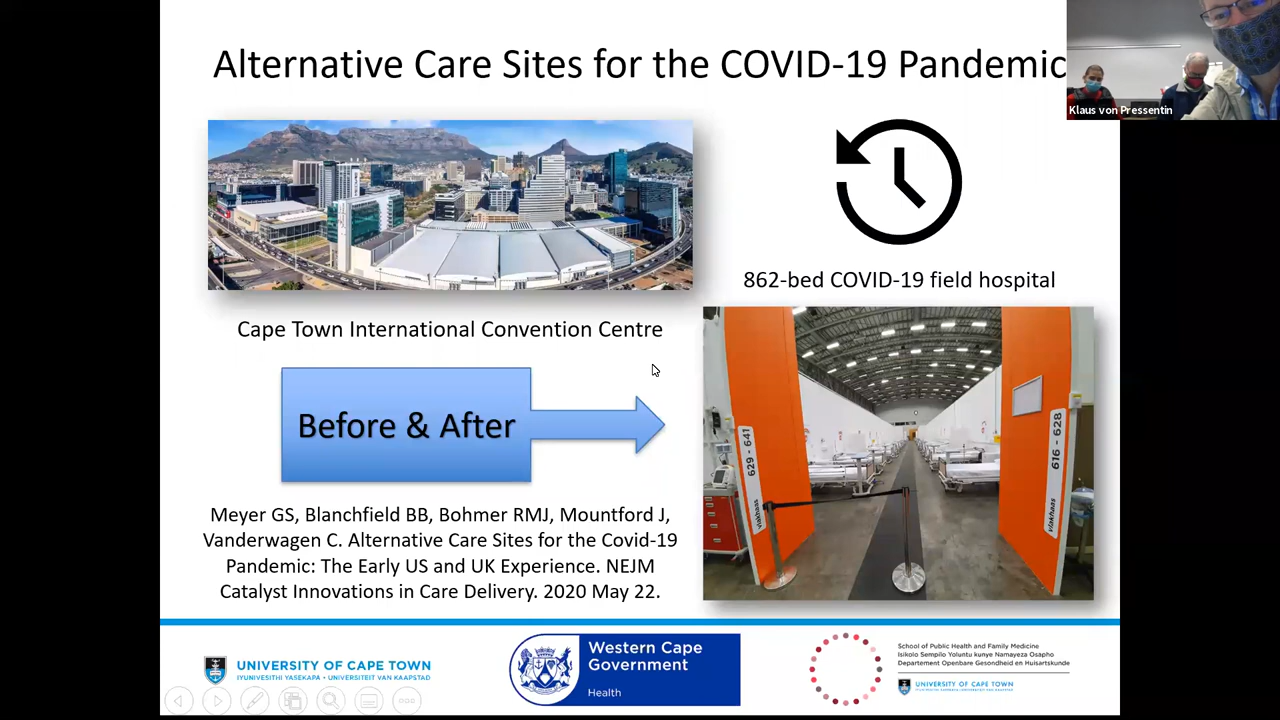 Alternative Care Sites for the COVID-19 Pandemic
Klaus von Pressentin
862-bed COVID-19 field hospital
Cape Town International Convention Centre
Before & After
629 - 641
616 - 628
Vlakhaas
Vlakhaas
Meyer GS, Blanchfield BB, Bohmer RMJ, Mountford J,
Vanderwagen C. Alternative Care Sites for the Covid-19
Pandemic: The Early US and UK Experience. NEJM
Catalyst Innovations in Care Delivery. 2020 May 22.
UNIVERSITY OF CAPE TOWN
IYUNIVESITHI YASEKAPA • UNIVERSITEIT VAN KAAPSTAD
Western Cape
Government
Health
School of Public Health and Family Medicine
Isikolo Sempilo Yoluntu kunye Namayeza Osapho
Departement Openbare Gesondheid en Huisartskunde
UNIVERSITY OF CAPE TOWN